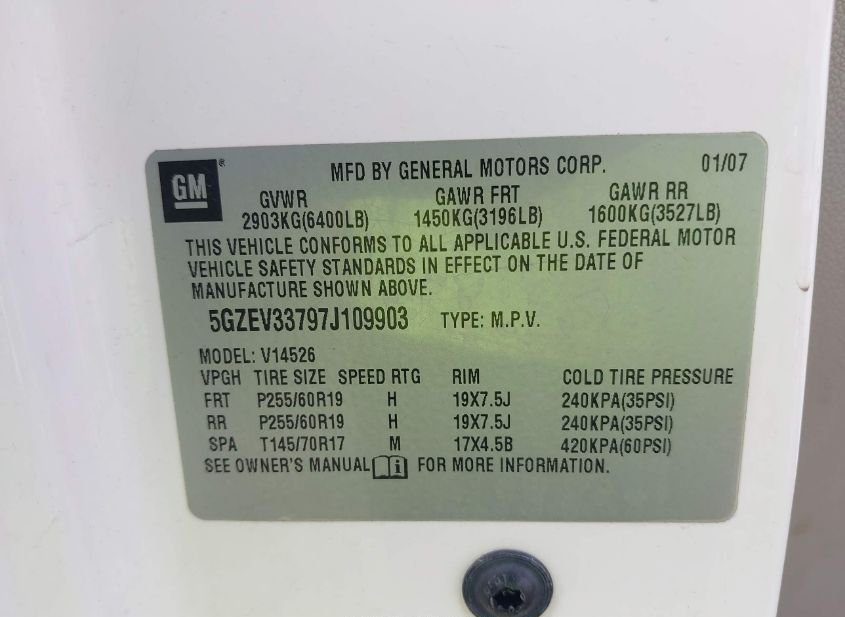 GM ® MFD BY GENERAL MOTORS CORP. 01/07
GVWR GAWR FRT GAWR RR
2903KG(6400LB) 1450KG(3196LB) 1600KG(3527LB)
THIS VEHICLE CONFORMS TO ALL APPLICABLE U.S. FEDERAL MOTOR
VEHICLE SAFETY STANDARDS IN EFFECT ON THE DATE OF
MANUFACTURE SHOWN ABOVE.
5GZEV33797J109903 TYPE: M.P.V.
MODEL: V14526
VPGH TIRE SIZE SPEED RTG RIM COLD TIRE PRESSURE
FRT P255/60R19 H 19X7.5J 240KPA(35PSI)
RR P255/60R19 H 19X7.5J 240KPA(35PSI)
SPA T145/70R17 M 17X4.5B 420KPA(60PSI)
SEE OWNER'S MANUAL i FOR MORE INFORMATION.